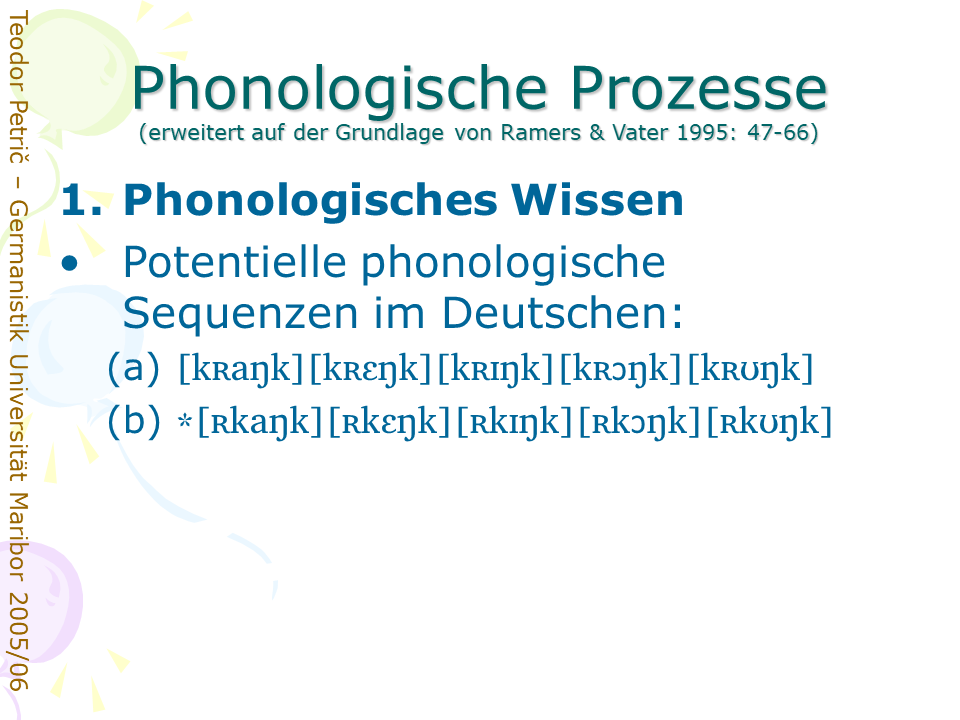 Phonologische Prozesse
(erweitert auf der Grundlage von Ramers & Vater 1995: 47-66)
1. Phonologisches Wissen
• Potentielle phonologische
Sequenzen im Deutschen:
(a) [kʀaŋk][kʀɛŋk][kʀɪŋk][kʀɔŋk][kʀʊŋk]
(b) *[ʀkaŋk][ʀkɛŋk][ʀkɪŋk][ʀkɔŋk][ʀkʊŋk]
Teodor Petrič – Germanistik Universität Maribor 2005/06